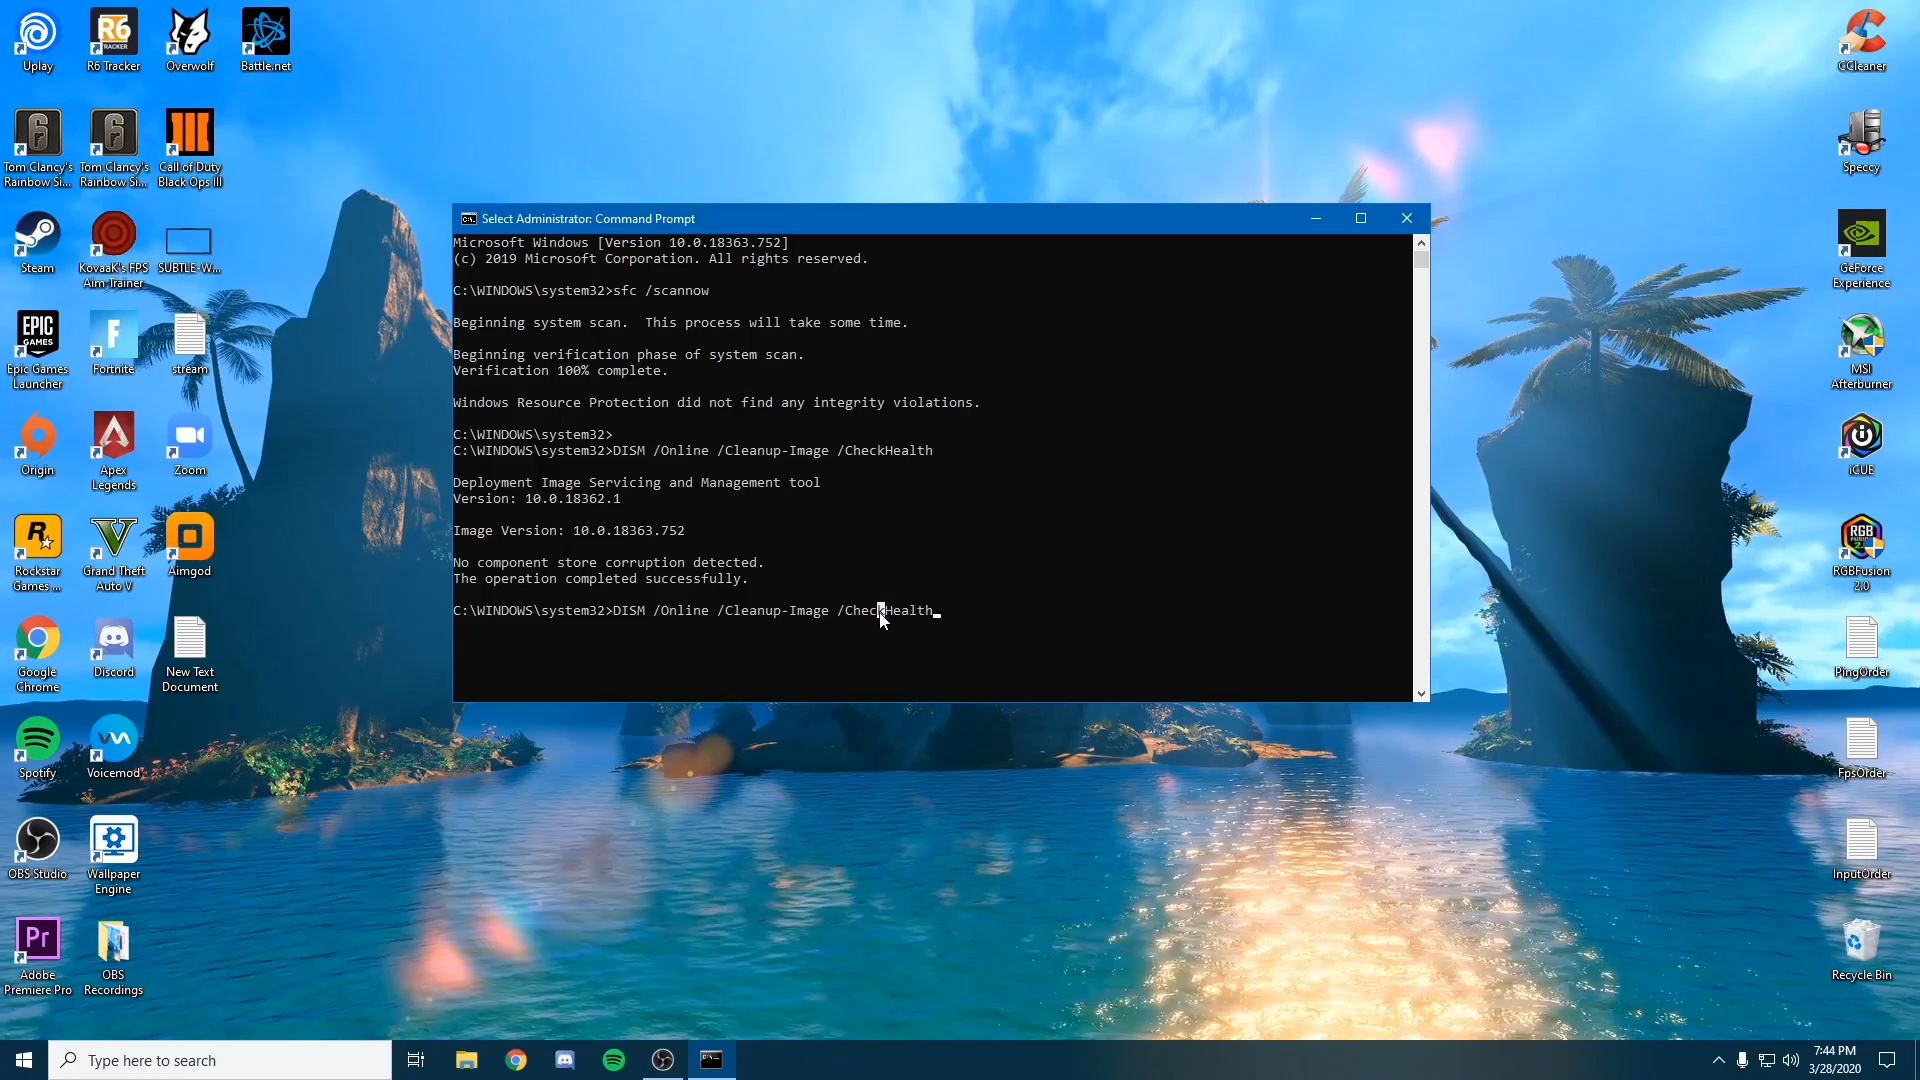 Uplay
R6 Tracker
Overwolf
Battle.net
R6
TRACKER
Tom Clancy's
Rainbow Si...
Tom Clancy's
Rainbow Si...
Call of Duty
Black Ops III
Steam
KovaaK's FPS
Aim Trainer
SUBTLE-W...
EPIC
GAMES
Epic Games
Launcher
Fortnite
stream
Origin
Apex
Legends
Zoom
Rockstar
Games ...
Grand Theft
Auto V
Aimgod
Google
Chrome
Discord
New Text
Document
Spotify
Voicemod
OBS Studio
Wallpaper
Engine
Pr
Adobe
Premiere Pro
OBS
Recordings
Select Administrator: Command Prompt
Microsoft Windows [Version 10.0.18363.752]
(c) 2019 Microsoft Corporation. All rights reserved.
C:\WINDOWS\system32>sfc /scannow
Beginning system scan.  This process will take some time.
Beginning verification phase of system scan.
Verification 100% complete.
Windows Resource Protection did not find any integrity violations.
C:\WINDOWS\system32>
C:\WINDOWS\system32>DISM /Online /Cleanup-Image /CheckHealth
Deployment Image Servicing and Management tool
Version: 10.0.18362.1
Image Version: 10.0.18363.752
No component store corruption detected.
The operation completed successfully.
C:\WINDOWS\system32>DISM /Online /Cleanup-Image /CheckHealth
CCleaner
Speccy
GeForce
Experience
MSI
Afterburner
iCUE
RGB
RGBFusion
2.0
PingOrder
FpsOrder
InputOrder
Recycle Bin
Type here to search
7:44 PM
3/28/2020